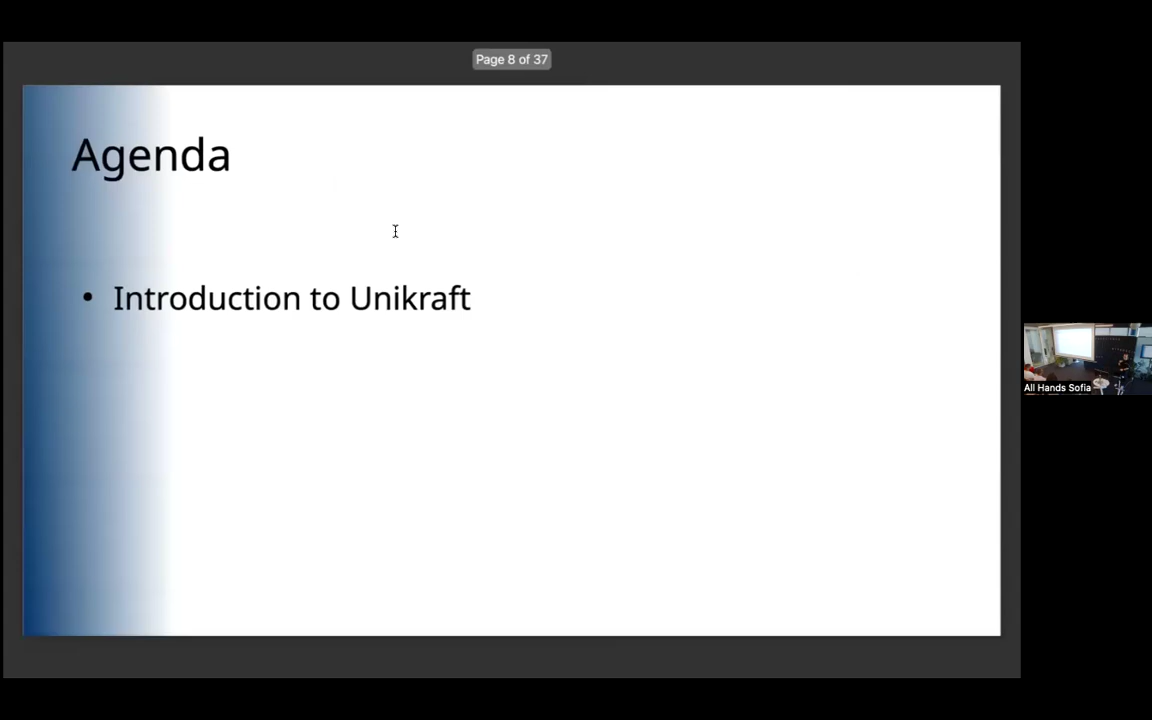 Page 8 of 37
Agenda
• Introduction to Unikraft
All Hands Sofia